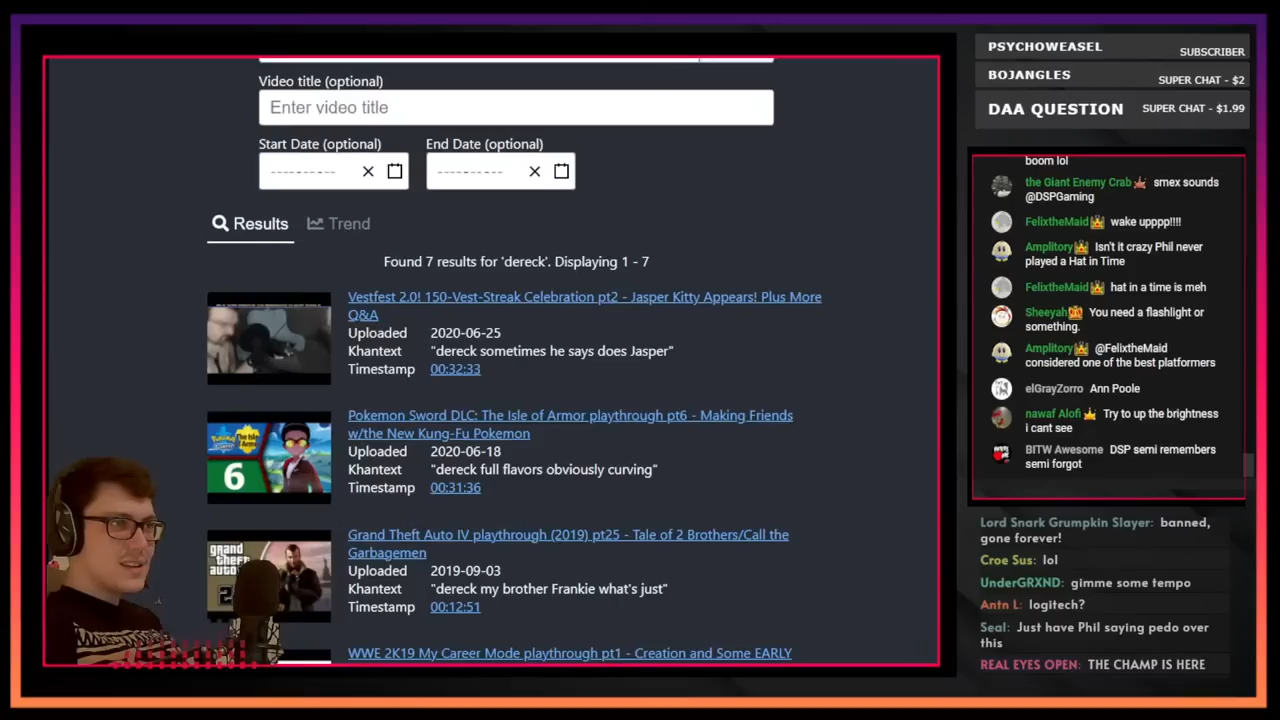 Video title (optional)
Enter video title
Start Date (optional)
End Date (optional)
Results
Trend
Found 7 results for 'dereck'. Displaying 1 - 7
Vestfest 2.0! 150-Vest-Streak Celebration pt2 - Jasper Kitty Appears! Plus More
Q&A
Uploaded 2020-06-25
Khantext "dereck sometimes he says does Jasper"
Timestamp 00:32:33
Pokemon Sword DLC: The Isle of Armor playthrough pt6 - Making Friends
w/the New Kung-Fu Pokemon
Uploaded 2020-06-18
Khantext "dereck full flavors obviously curving"
Timestamp 00:31:36
6
Grand Theft Auto IV playthrough (2019) pt25 - Tale of 2 Brothers/Call the
Garbagemen
Uploaded 2019-09-03
Khantext "dereck my brother Frankie what's just"
Timestamp 00:12:51
grand
theft
WWE 2K19 My Career Mode playthrough pt1 - Creation and Some EARLY
PSYCHOWEASEL SUBSCRIBER
BOJANGLES SUPER CHAT - $2
DAA QUESTION SUPER CHAT - $1.99
boom lol
the Giant Enemy Crab smex sounds
@DSPGaming
FelixtheMaid wake upppp!!!!
Amplitory Isn't it crazy Phil never
played a Hat in Time
FelixtheMaid hat in a time is meh
Sheeyah You need a flashlight or
something.
Amplitory @FelixtheMaid
considered one of the best platformers
elGrayZorro Ann Poole
nawaf Alofi Try to up the brightness
i cant see
BITW Awesome DSP semi remembers
semi forgot
Lord Snark Grumpkin Slayer: banned,
gone forever!
Croe Sus: lol
UnderGRXND: gimme some tempo
Antn L: logitech?
Seal: Just have Phil saying pedo over
this
REAL EYES OPEN: THE CHAMP IS HERE